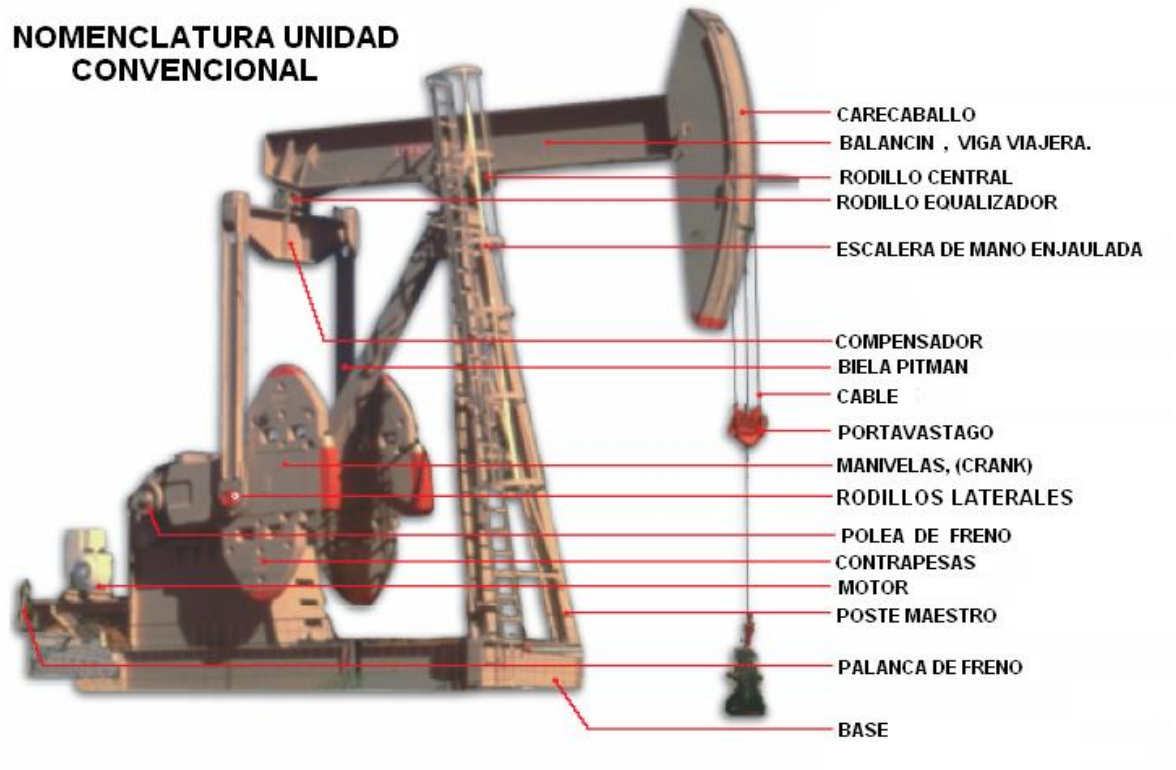 NOMENCLATURA UNIDAD
CONVENCIONAL
CARECABALLO
BALANCIN , VIGA VIAJERA.
RODILLO CENTRAL
RODILLO EQUALIZADOR
ESCALERA DE MANO ENJAULADA
COMPENSADOR
BIELA PITMAN
CABLE
PORTAVASTAGO
MANIVELAS, (CRANK)
RODILLOS LATERALES
POLEA DE FRENO
CONTRAPESAS
MOTOR
POSTE MAESTRO
PALANCA DE FRENO
BASE